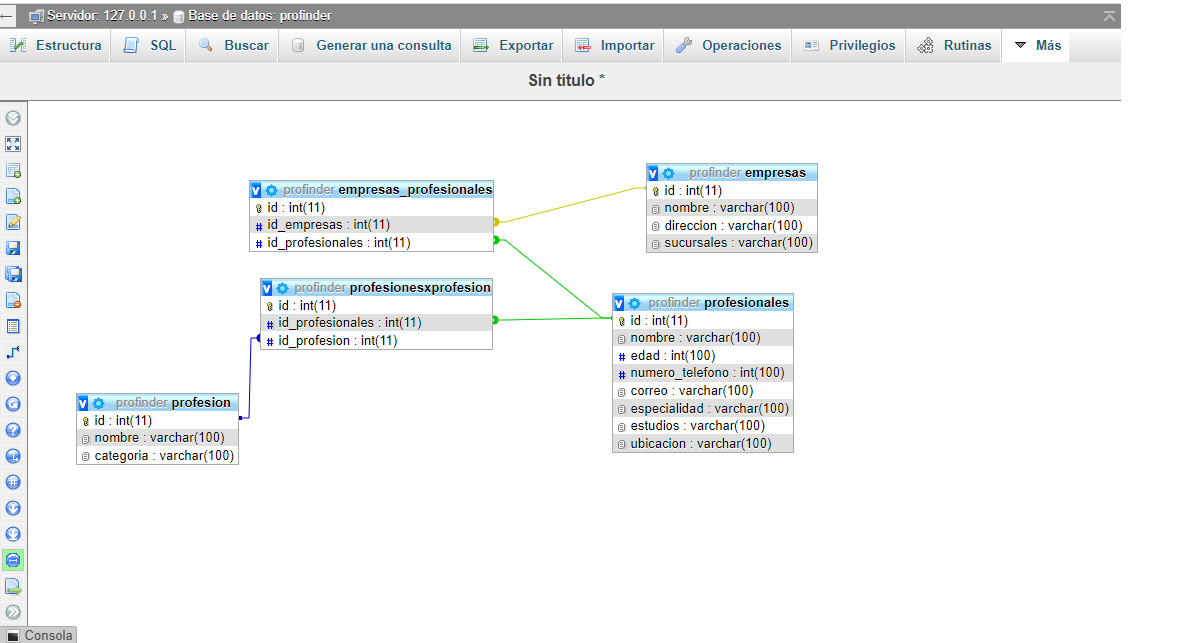 Servidor: 127.0.0.1 » Base de datos: profinder
Estructura SQL Buscar Generar una consulta Exportar Importar Operaciones Privilegios Rutinas Más
Sin título *
profinder empresas_profesionales
id : int(11)
id_empresas : int(11)
id_profesionales : int(11)
profinder empresas
id : int(11)
nombre : varchar(100)
direccion : varchar(100)
sucursales : varchar(100)
profinder profesionesxprofesion
id : int(11)
id_profesionales : int(11)
id_profesion : int(11)
profinder profesionales
id : int(11)
nombre : varchar(100)
edad : int(100)
numero_telefono : int(100)
correo : varchar(100)
especialidad : varchar(100)
estudios : varchar(100)
ubicacion : varchar(100)
profinder profesion
id : int(11)
nombre : varchar(100)
categoria : varchar(100)
Consola